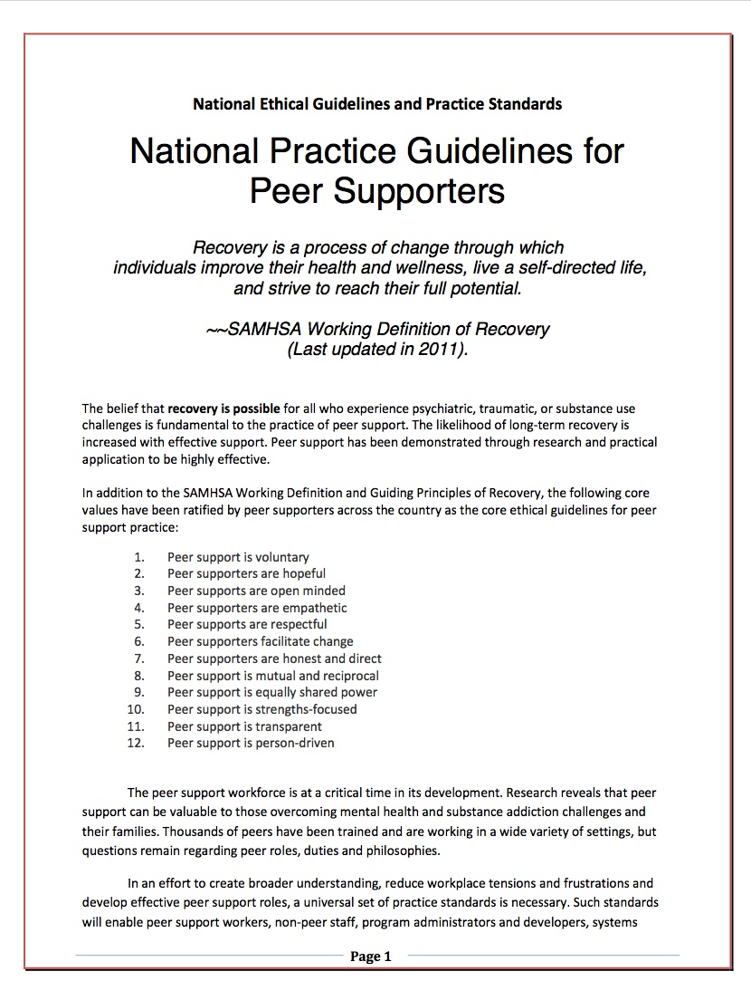 National Ethical Guidelines and Practice Standards
National Practice Guidelines for
Peer Supporters
Recovery is a process of change through which
individuals improve their health and wellness, live a self-directed life,
and strive to reach their full potential.
~~SAMHSA Working Definition of Recovery
(Last updated in 2011).
The belief that recovery is possible for all who experience psychiatric, traumatic, or substance use
challenges is fundamental to the practice of peer support. The likelihood of long-term recovery is
increased with effective support. Peer support has been demonstrated through research and practical
application to be highly effective.
In addition to the SAMHSA Working Definition and Guiding Principles of Recovery, the following core
values have been ratified by peer supporters across the country as the core ethical guidelines for peer
support practice:
1. Peer support is voluntary
2. Peer supporters are hopeful
3. Peer supports are open minded
4. Peer supporters are empathetic
5. Peer supports are respectful
6. Peer supporters facilitate change
7. Peer supporters are honest and direct
8. Peer support is mutual and reciprocal
9. Peer support is equally shared power
10. Peer support is strengths-focused
11. Peer support is transparent
12. Peer support is person-driven
The peer support workforce is at a critical time in its development. Research reveals that peer
support can be valuable to those overcoming mental health and substance addiction challenges and
their families. Thousands of peers have been trained and are working in a wide variety of settings, but
questions remain regarding peer roles, duties and philosophies.
In an effort to create broader understanding, reduce workplace tensions and frustrations and
develop effective peer support roles, a universal set of practice standards is necessary. Such standards
will enable peer support workers, non-peer staff, program administrators and developers, systems
Page 1